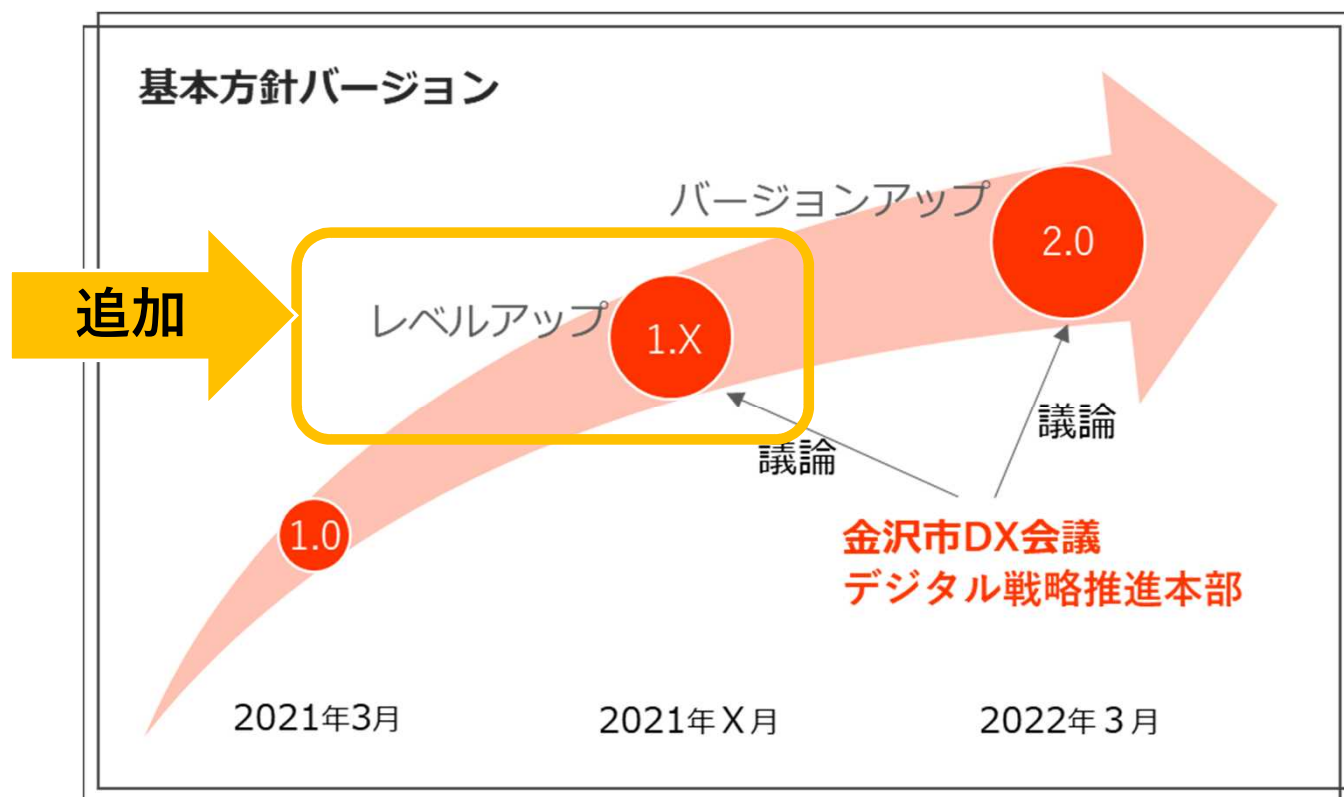 基本方針バージョン
バージョンアップ
2.0
追加
レベルアップ
1.X
議論
議論
1.0
金沢市DX会議
デジタル戦略推進本部
2021年3月
2021年X月
2022年3月